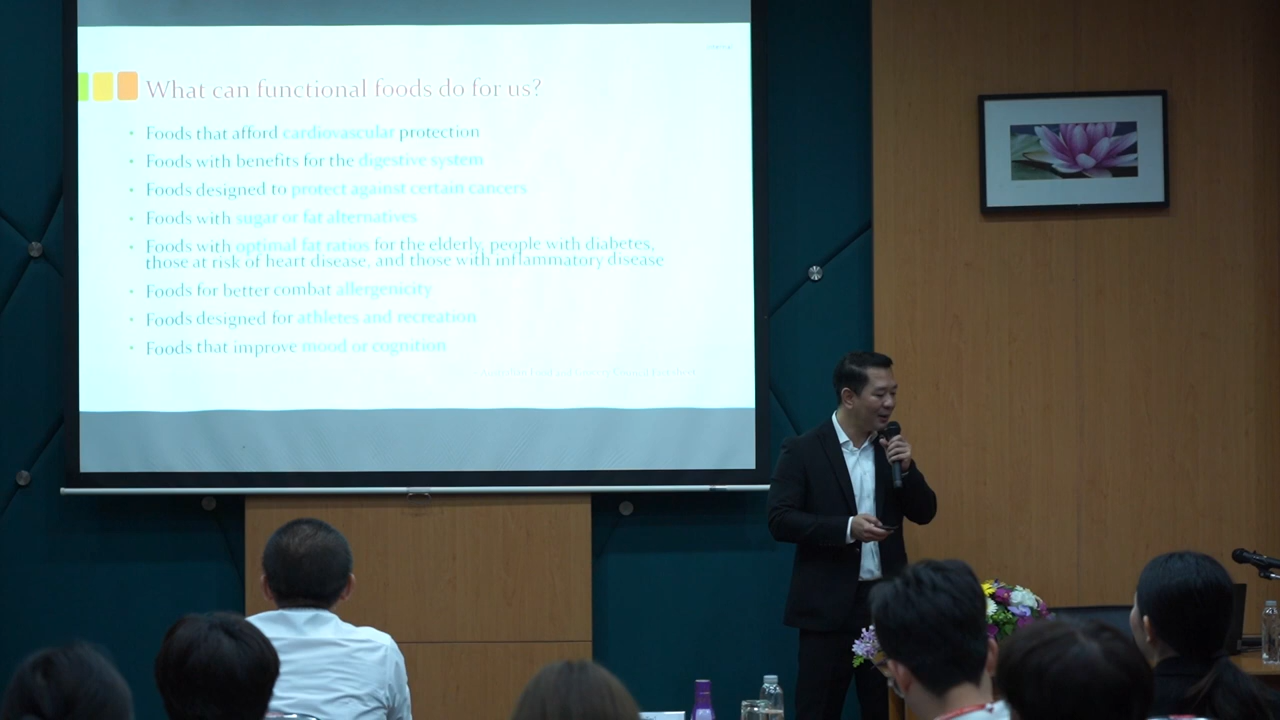 What can functional foods do for us?
• Foods that afford cardiovascular protection
• Foods with benefits for the digestive system
• Foods designed to protect against certain cancers
• Foods with sugar or fat alternatives
• Foods with optimal fat ratios for the elderly, people with diabetes,
those at risk of heart disease, and those with inflammatory disease
• Foods for better combat allergenicity
• Foods designed for athletes and recreation
• Foods that improve mood or cognition